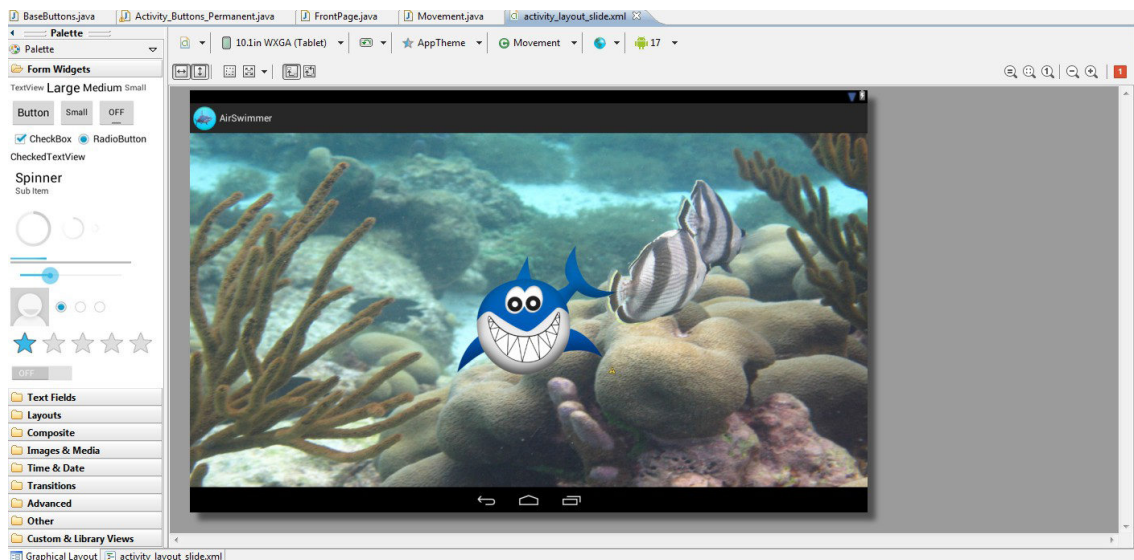 BaseButtons.java Activity_Buttons_Permanent.java FrontPage.java Movement.java activity_layout_slide.xml
Palette
Palette
10.1in WXGA (Tablet) AppTheme Movement 17
Form Widgets
1
TextView Large Medium Small
Button Small OFF
CheckBox RadioButton
CheckedTextView
Spinner
Sub Item
AirSwimmer
OFF
Text Fields
Layouts
Composite
Images & Media
Time & Date
Transitions
Advanced
Other
Custom & Library Views
Graphical Layout activity_layout_slide.xml